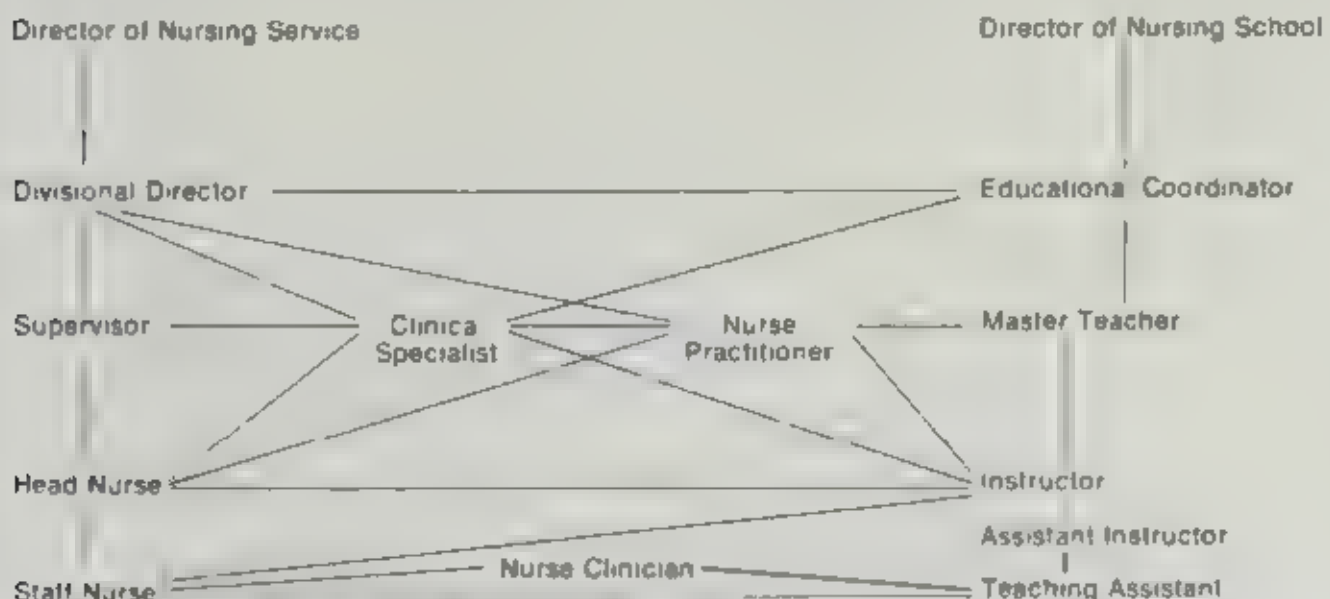 Director of Nursing Service
Director of Nursing School
Divisional Director
Educational Coordinator
Supervisor
Clinica
Specialist
Nurse
Practitioner
Master Teacher
Head Nurse
Instructor
Assistant Instructor
Nurse Clinician
Staff Nurse
Teaching Assistant